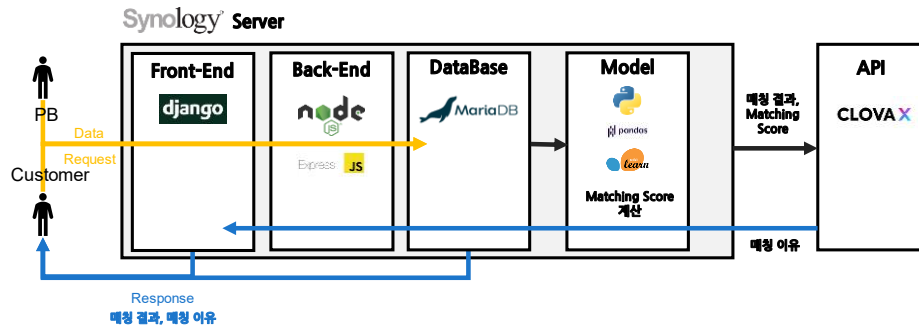 Synology Server
Front-End
Back-End
DataBase
Model
API
django
node
JS
Express
JS
MariaDB
pandas
learn
Matching Score
계산
매칭 결과,
Matching
Score
CLOVA X
PB
Data
Request
Customer
매칭 이유
Response
매칭 결과, 매칭 이유